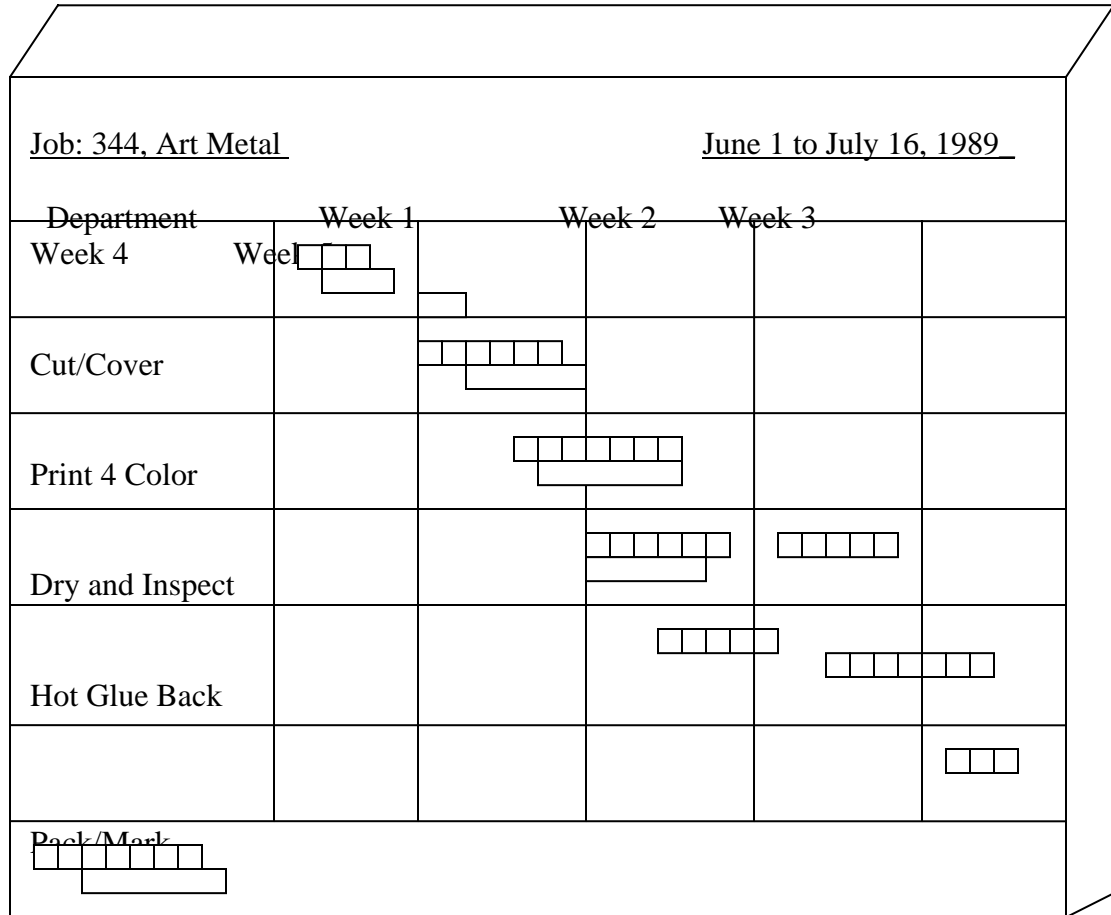 Job: 344, Art Metal June 1 to July 16, 1989_
Department Week 1 Week 2 Week 3
Week 4
Cut/Cover
Print 4 Color
Dry and Inspect
Hot Glue Back
Pack/Mark